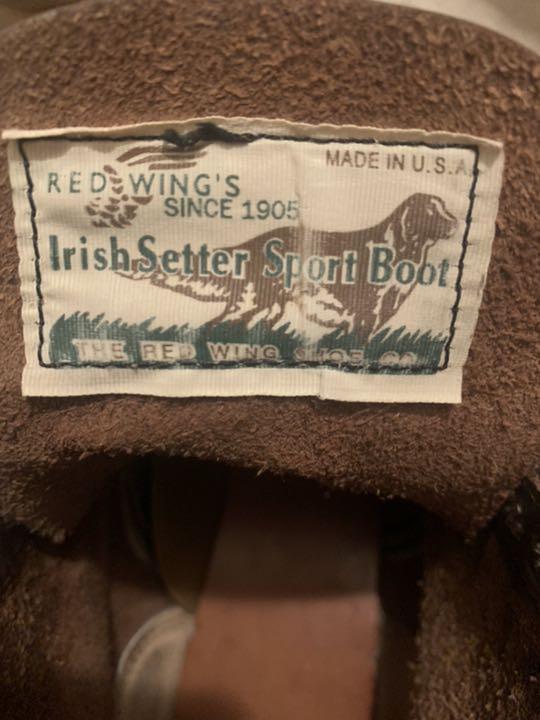 MADE IN U.S.A.
RED WING'S
SINCE 1905
Irish Setter Sport Boot
THE RED WING SHOE CO.